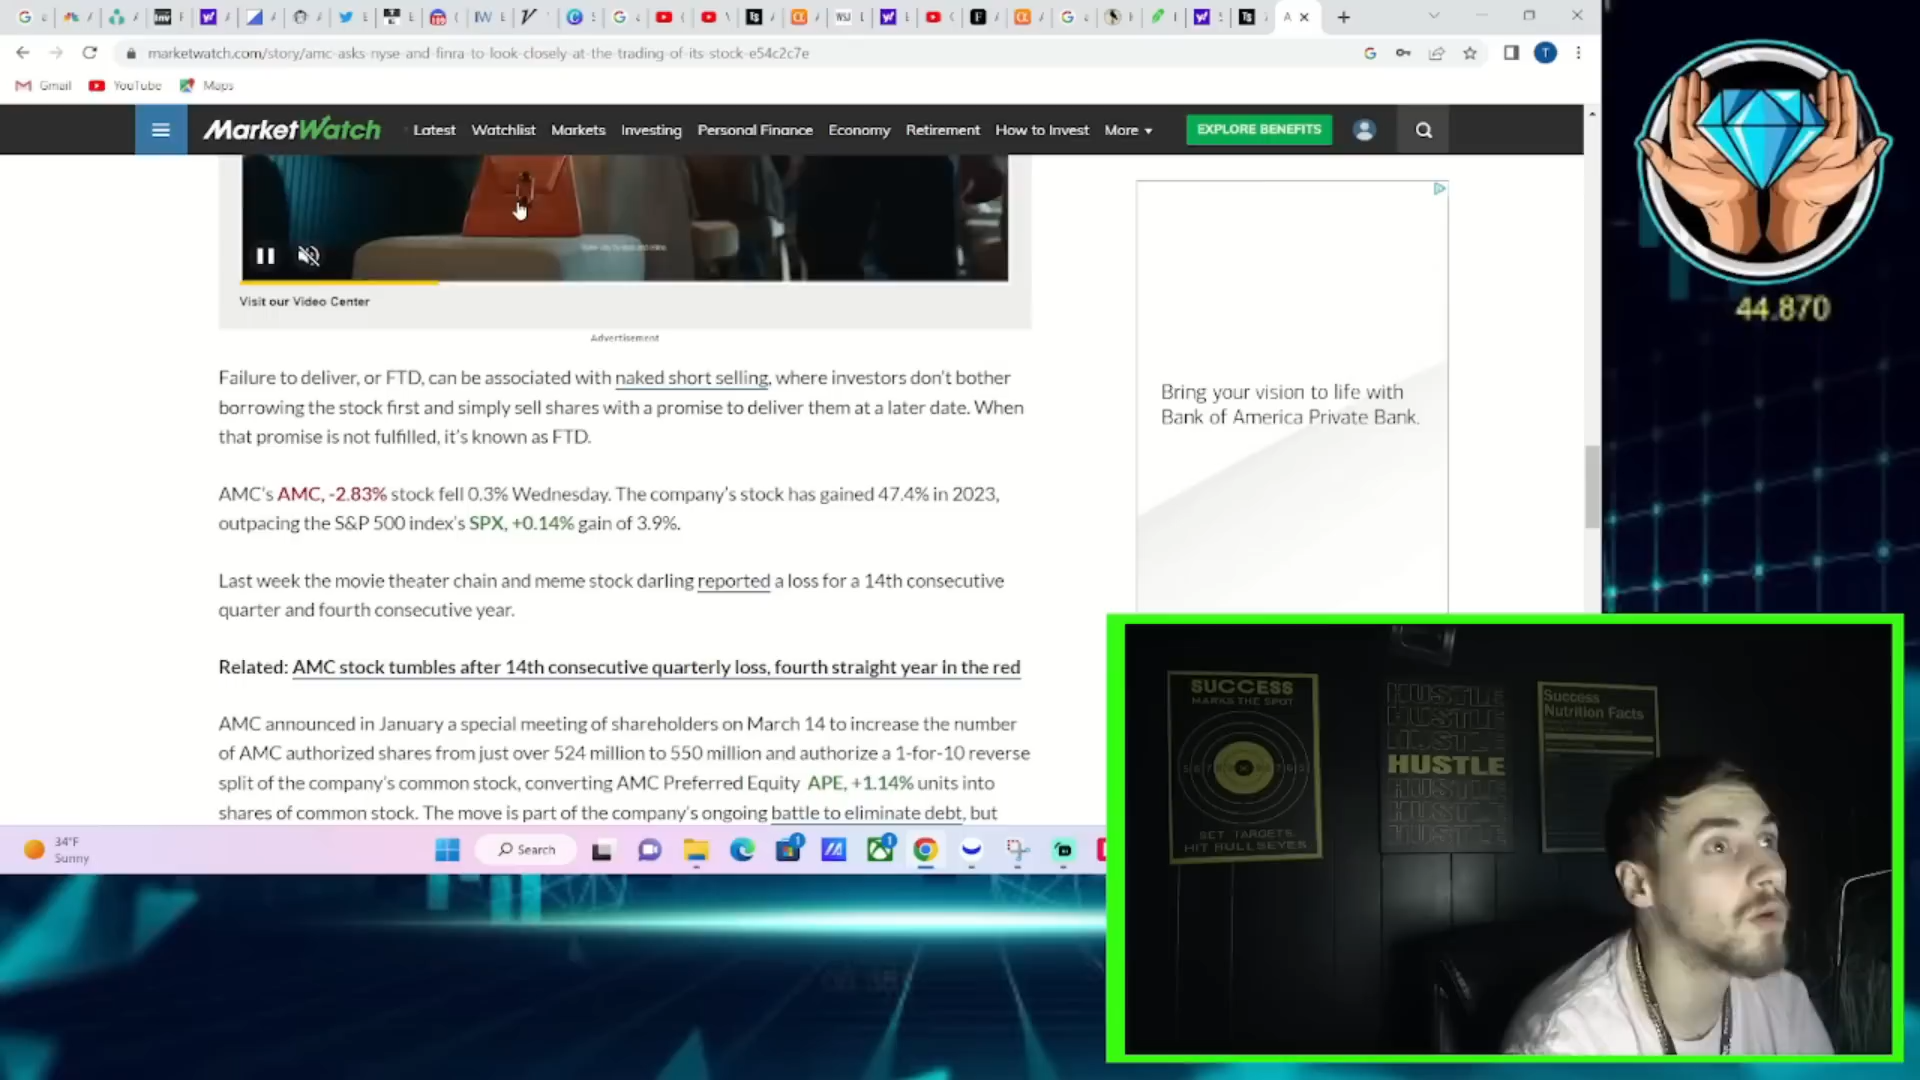 marketwatch.com/story/amc-asks-nyse-and-finra-to-look-closely-at-the-trading-of-its-stock-e54c2c7e
T
Gmail YouTube Maps
MarketWatch Latest Watchlist Markets Investing Personal Finance Economy Retirement How to Invest More EXPLORE BENEFITS
44.870
Visit our Video Center
Advertisement
Failure to deliver, or FTD, can be associated with naked short selling, where investors don't bother
borrowing the stock first and simply sell shares with a promise to deliver them at a later date. When
that promise is not fulfilled, it's known as FTD.
AMC's AMC, -2.83% stock fell 0.3% Wednesday. The company's stock has gained 47.4% in 2023,
outpacing the S&P 500 index's SPX, +0.14% gain of 3.9%.
Last week the movie theater chain and meme stock darling reported a loss for a 14th consecutive
quarter and fourth consecutive year.
Related: AMC stock tumbles after 14th consecutive quarterly loss, fourth straight year in the red
AMC announced in January a special meeting of shareholders on March 14 to increase the number
of AMC authorized shares from just over 524 million to 550 million and authorize a 1-for-10 reverse
split of the company's common stock, converting AMC Preferred Equity APE, +1.14% units into
shares of common stock. The move is part of the company's ongoing battle to eliminate debt, but
Bring your vision to life with
Bank of America Private Bank.
34°F
Sunny
Search
SUCCESS
MARKS THE SPOT
SET TARGETS
HIT BULLSEYES
HUSTLE
HUSTLE
HUSTLE
HUSTLE
HUSTLE
HUSTLE
HUSTLE
HUSTLE
Success
Nutrition Facts